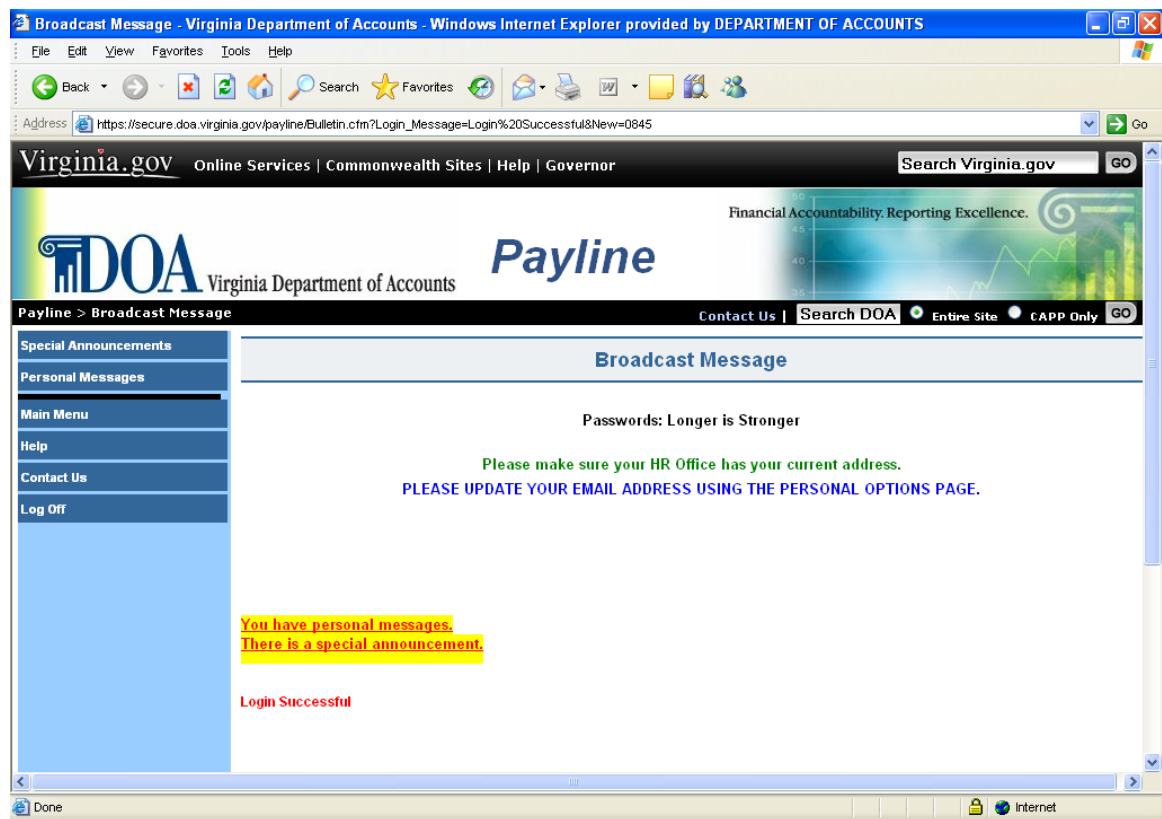 Broadcast Message - Virginia Department of Accounts - Windows Internet Explorer provided by DEPARTMENT OF ACCOUNTS
File Edit View Favorites Tools Help
Back Search Favorites
Address https://secure.doa.virginia.gov/payline/Bulletin.cfm?Login_Message=Login%20Successful&New=0845 Go
Virginia.gov Online Services | Commonwealth Sites | Help | Governor Search Virginia.gov GO
Financial Accountability. Reporting Excellence.
50
45
40
35
DOA Virginia Department of Accounts Payline
Payline > Broadcast Message Contact Us | Search DOA Entire Site CAPP Only GO
Special Announcements
Personal Messages
Main Menu
Help
Contact Us
Log Off
Broadcast Message
Passwords: Longer is Stronger
Please make sure your HR Office has your current address.
PLEASE UPDATE YOUR EMAIL ADDRESS USING THE PERSONAL OPTIONS PAGE.
You have personal messages.
There is a special announcement.
Login Successful
Done Internet